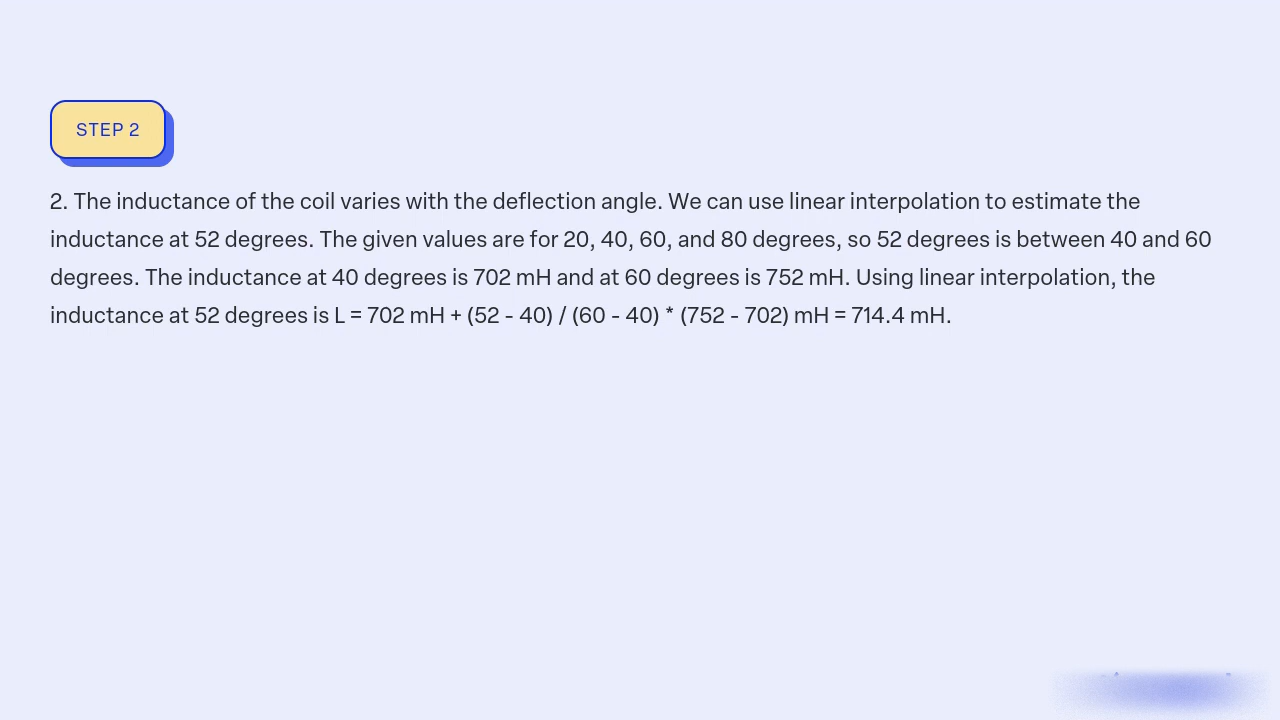 STEP 2
2. The inductance of the coil varies with the deflection angle. We can use linear interpolation to estimate the
inductance at 52 degrees. The given values are for 20, 40, 60, and 80 degrees, so 52 degrees is between 40 and 60
degrees. The inductance at 40 degrees is 702 mH and at 60 degrees is 752 mH. Using linear interpolation, the
inductance at 52 degrees is L = 702 mH + (52 - 40) / (60 - 40) * (752 - 702) mH = 714.4 mH.